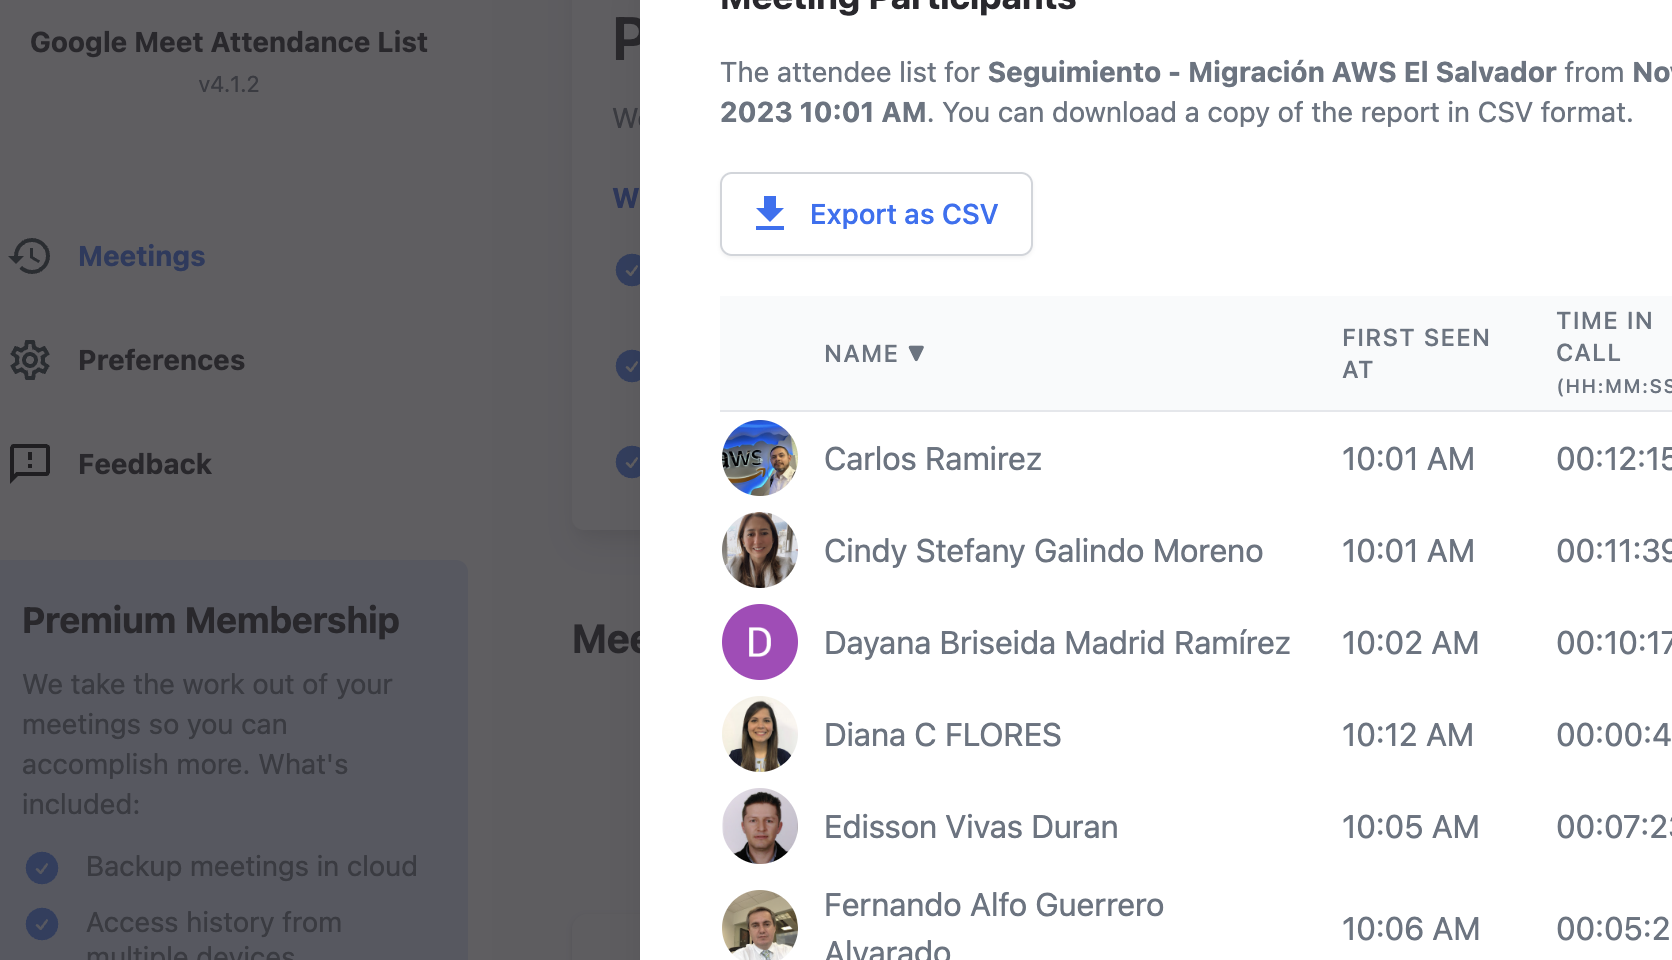 Google Meet Attendance List
v4.1.2
Meetings
Preferences
Feedback
Premium Membership
We take the work out of your
meetings so you can
accomplish more. What's
included:
Backup meetings in cloud
Access history from
multiple devices
Meeting Participants
The attendee list for Seguimiento - Migración AWS El Salvador from
2023 10:01 AM. You can download a copy of the report in CSV format.
Export as CSV
NAME ▼
FIRST SEEN
AT
TIME IN
CALL
(HH:MM:SS
aws
Carlos Ramirez 10:01 AM 00:12:15
Cindy Stefany Galindo Moreno 10:01 AM 00:11:39
D Dayana Briseida Madrid Ramírez 10:02 AM 00:10:17
Diana C FLORES 10:12 AM 00:00:4
Edisson Vivas Duran 10:05 AM 00:07:23
Fernando Alfo Guerrero
Alvarado
10:06 AM 00:05:2